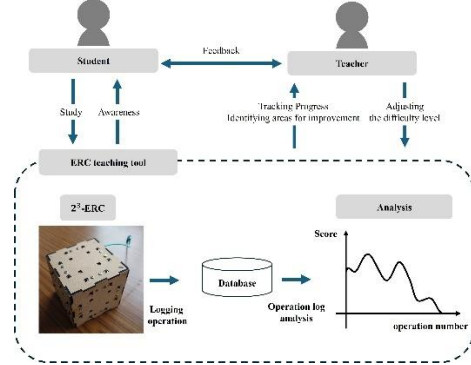 Feedback
Student
Teacher
Study
Awareness
Tracking Progress
Identifying areas for improvement
Adjusting
the difficulty level
ERC teaching tool
2³-ERC
Analysis
Score
Database
Logging
operation
Operation log
analysis
operation number